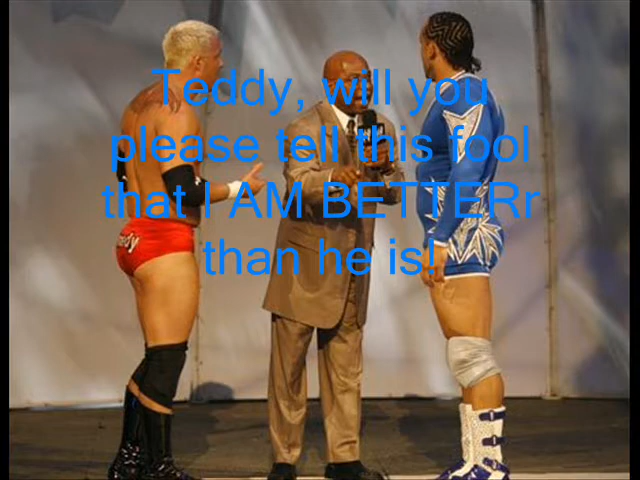 Teddy, will you
please tell this fool
that I AM BETTERr
than he is!